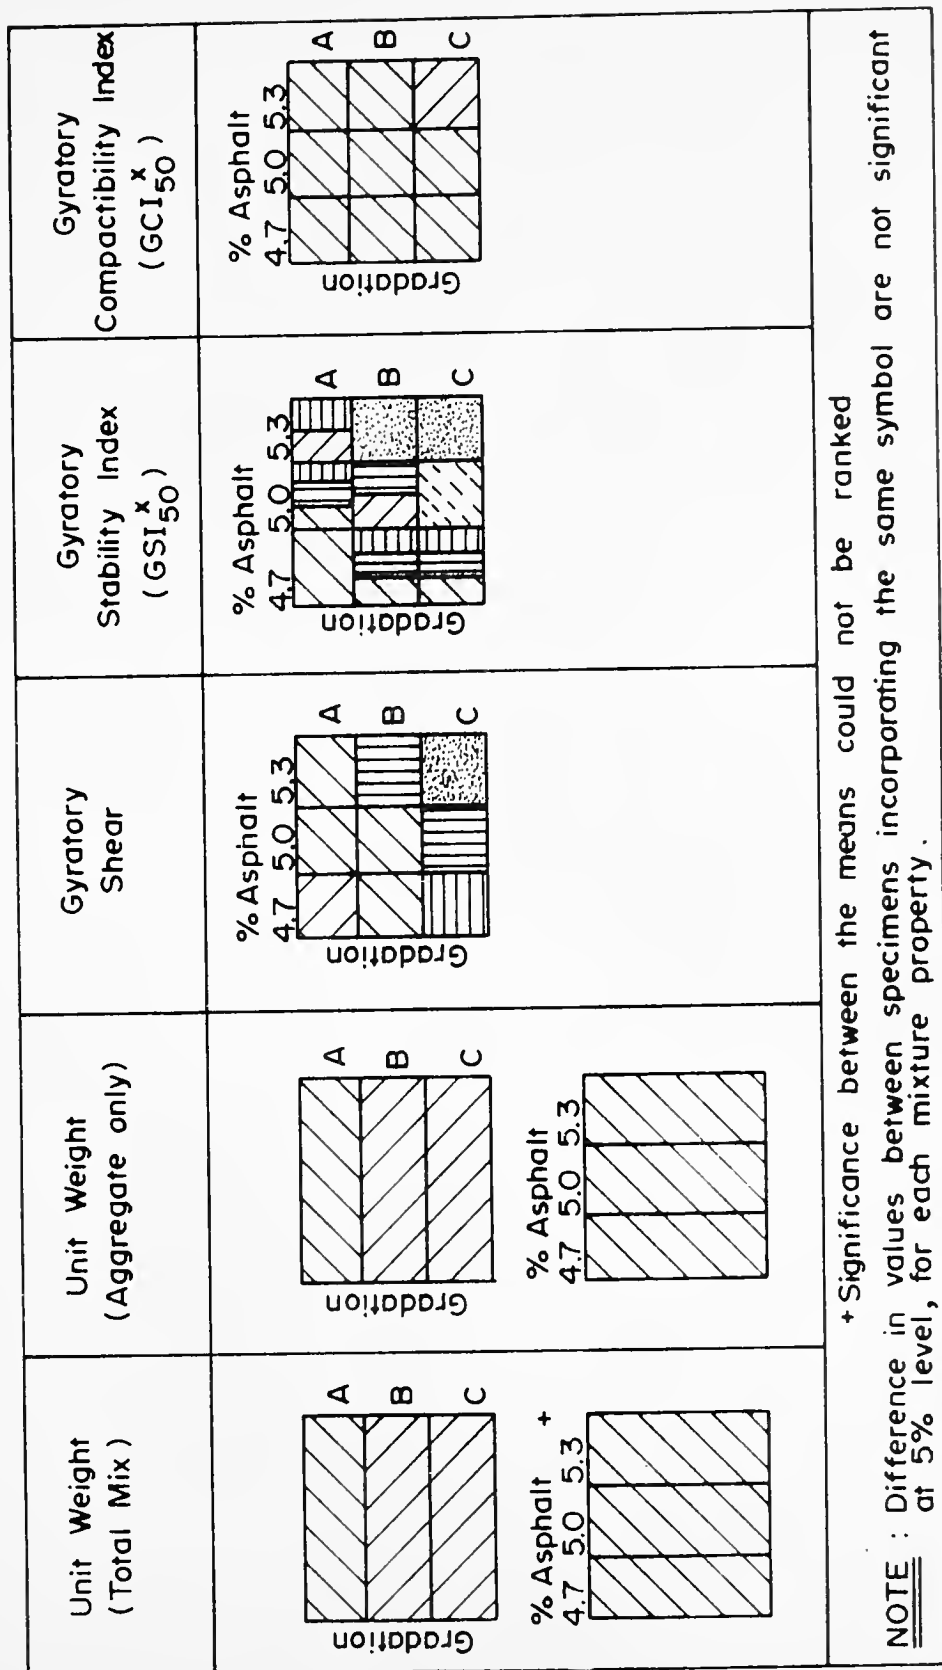 Unit Weight
(Total Mix)
Unit Weight
(Aggregate only)
Gyratory
Shear
Gyratory
Stability Index
(GSI50^x)
Gyratory
Compactibility Index
(GCI50^x)
Gradation
A
B
C
% Asphalt +
4.7 5.0 5.3
Gradation
A
B
C
% Asphalt
4.7 5.0 5.3
% Asphalt
4.7 5.0 5.3
Gradation
A
B
C
% Asphalt
4.7 5.0 5.3
Gradation
A
B
C
% Asphalt
4.7 5.0 5.3
Gradation
A
B
C
+ Significance between the means could not be ranked
NOTE : Difference in values between specimens incorporating the same symbol are not significant
at 5% level, for each mixture property.